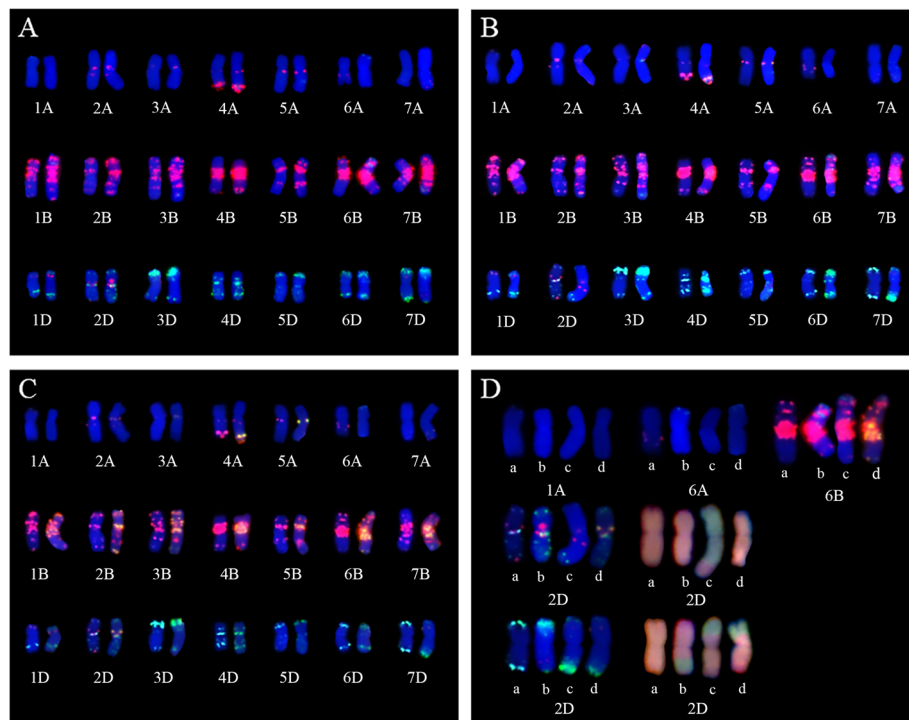 A
1A 2A 3A 4A 5A 6A 7A
1B 2B 3B 4B 5B 6B 7B
1D 2D 3D 4D 5D 6D 7D
B
1A 2A 3A 4A 5A 6A 7A
1B 2B 3B 4B 5B 6B 7B
1D 2D 3D 4D 5D 6D 7D
C
1A 2A 3A 4A 5A 6A 7A
1B 2B 3B 4B 5B 6B 7B
1D 2D 3D 4D 5D 6D 7D
D
a b c d a b c d a b c d
1A 6A 6B
a b c d a b c d
2D 2D
a b c d a b c d
2D 2D